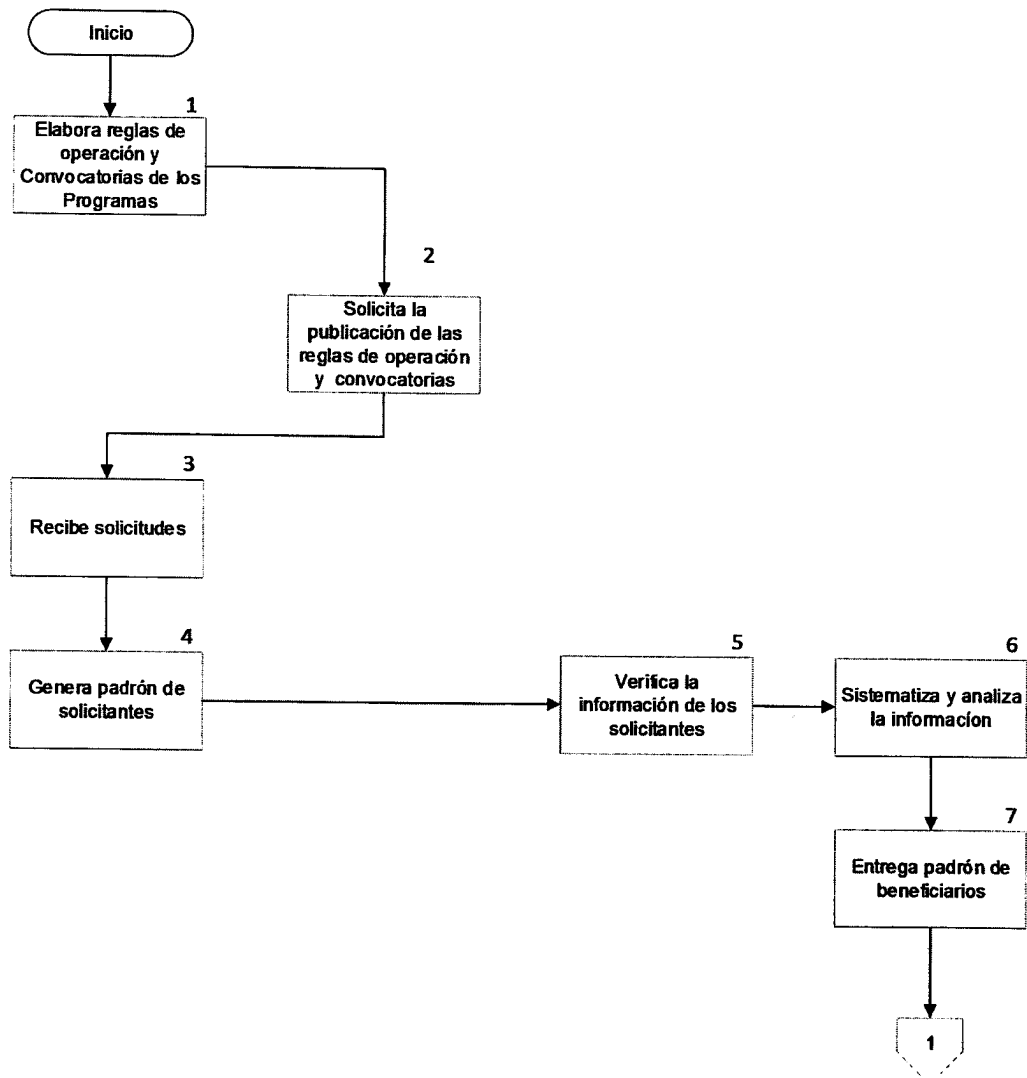 Inicio
1
Elabora reglas de
operación y
Convocatorias de los
Programas
2
Solicita la
publicación de las
reglas de operación
y convocatorias
3
Recibe solicitudes
4
Genera padrón de
solicitantes
5
Verifica la
información de los
solicitantes
6
Sistematiza y analiza
la informacíon
7
Entrega padrón de
beneficiarios
1